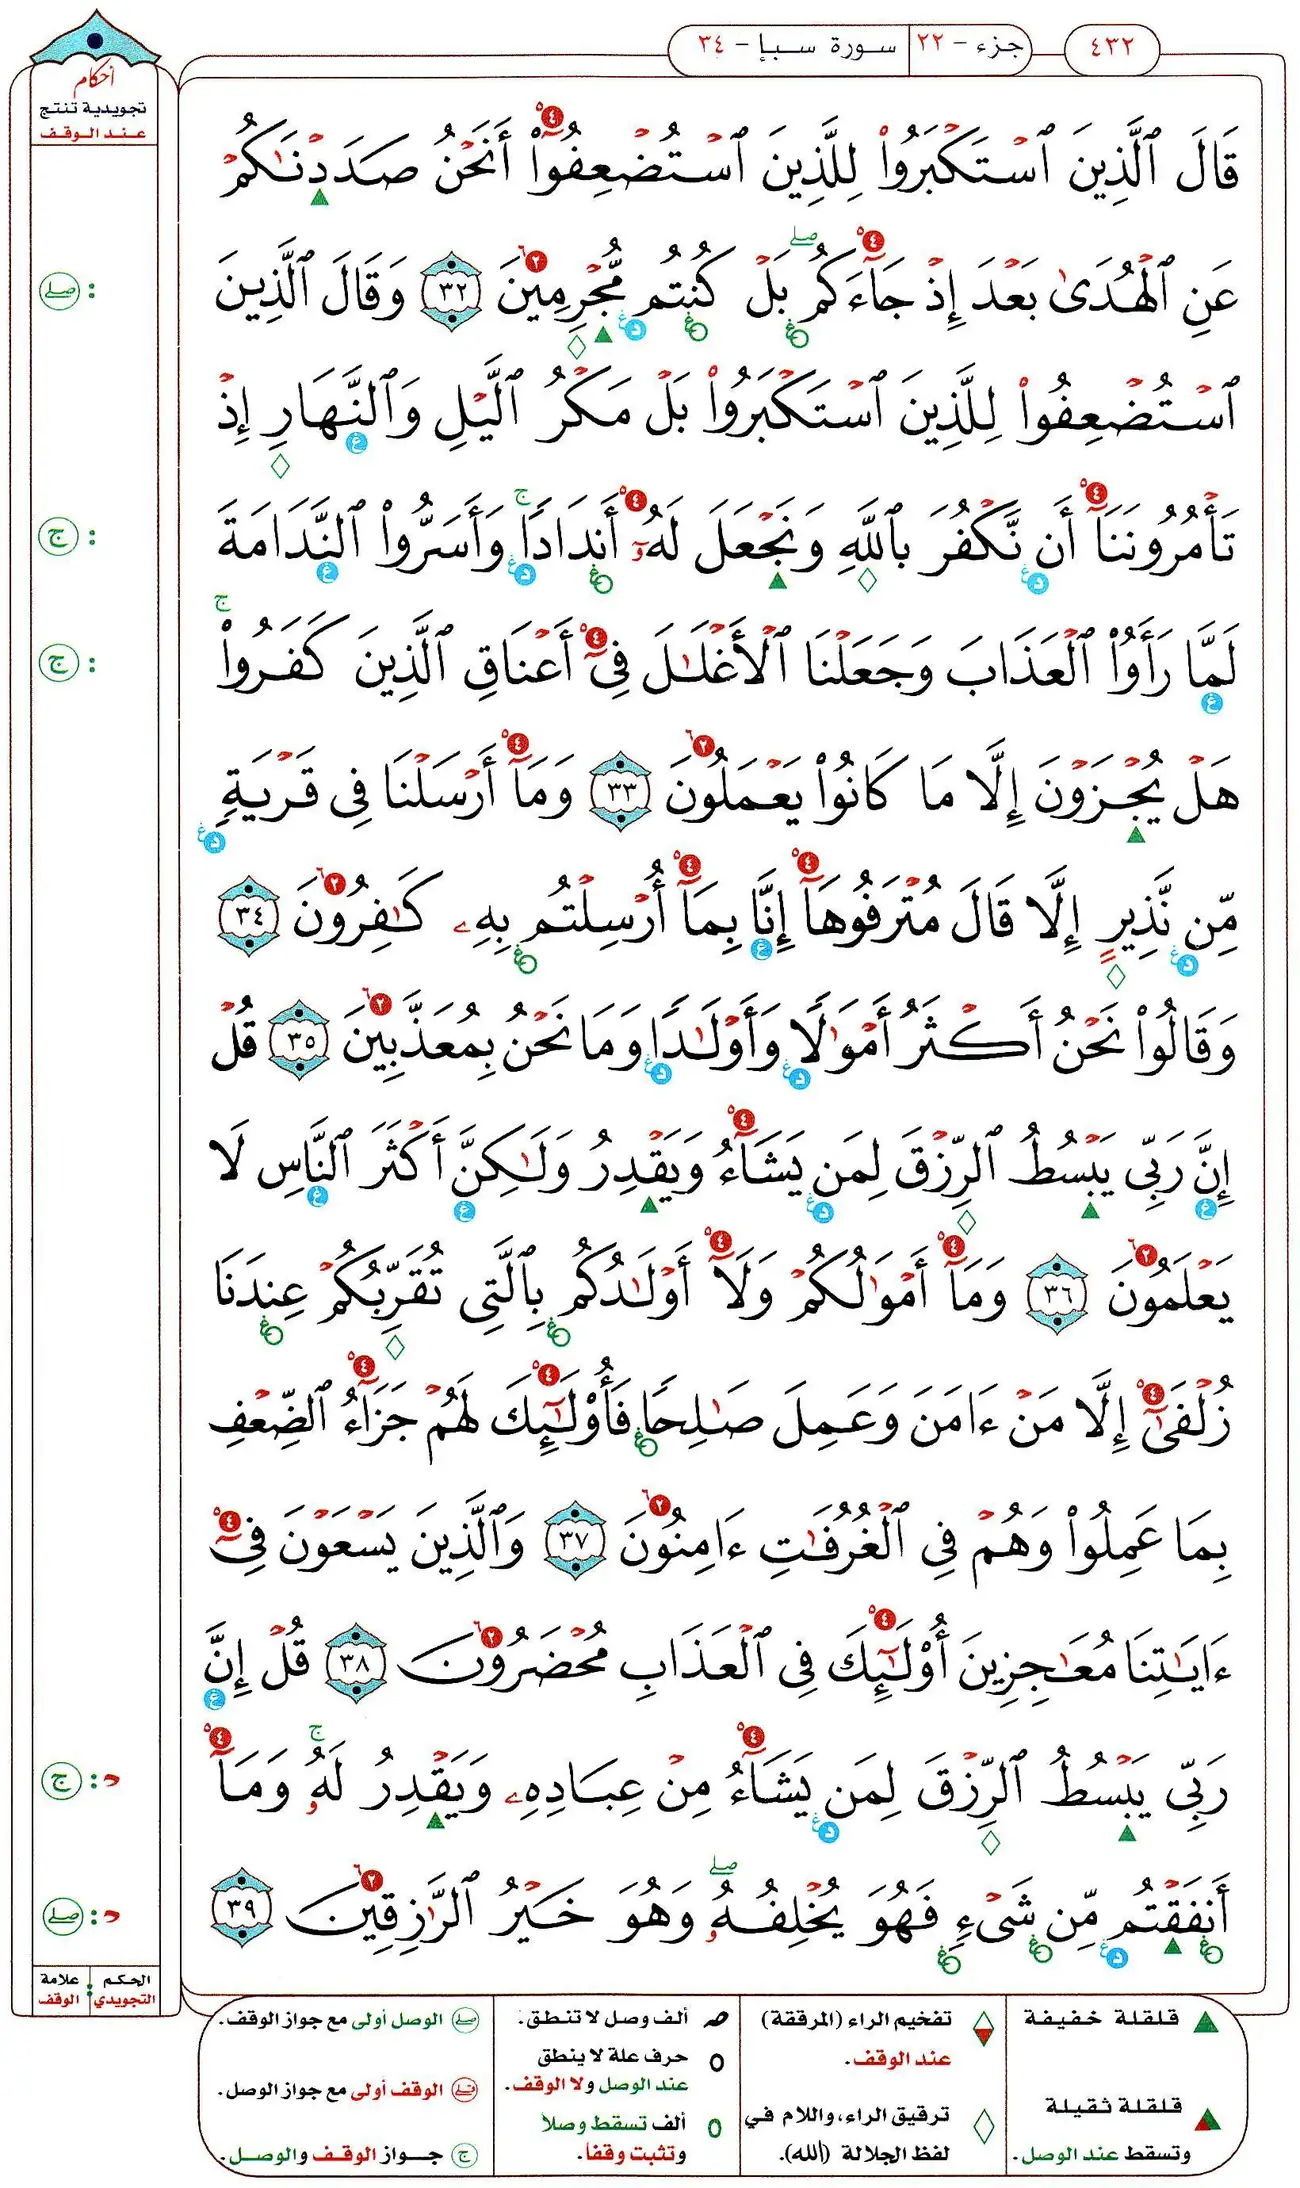 ٤٣٢
جزء - ٢٢ سورة سبإ - ٣٤
أحكام
تجويدية تنتج
عند الوقف
قَالَ ٱلَّذِينَ ٱسْتَكْبَرُوا۟ لِلَّذِينَ ٱسْتُضْعِفُوٓا۟ أَنَحْنُ صَدَدْنَـٰكُمْ
عَنِ ٱلْهُدَىٰ بَعْدَ إِذْ جَآءَكُم ۖ بَلْ كُنتُم مُّجْرِمِينَ ٣٢ وَقَالَ ٱلَّذِينَ
ٱسْتُضْعِفُوا۟ لِلَّذِينَ ٱسْتَكْبَرُوا۟ بَلْ مَكْرُ ٱلَّيْلِ وَٱلنَّهَارِ إِذْ
تَأْمُرُونَنَآ أَن نَّكْفُرَ بِٱللَّهِ وَنَجْعَلَ لَهُۥٓ أَندَادًا ۚ وَأَسَرُّوا۟ ٱلنَّدَامَةَ
لَمَّا رَأَوُا۟ ٱلْعَذَابَ وَجَعَلْنَا ٱلْأَغْلَـٰلَ فِىٓ أَعْنَاقِ ٱلَّذِينَ كَفَرُوا۟ ۚ
هَلْ يُجْزَوْنَ إِلَّا مَا كَانُوا۟ يَعْمَلُونَ ٣٣ وَمَآ أَرْسَلْنَا فِى قَرْيَةٍ
مِّن نَّذِيرٍ إِلَّا قَالَ مُتْرَفُوهَآ إِنَّا بِمَآ أُرْسِلْتُم بِهِۦ كَـٰفِرُونَ ٣٤
وَقَالُوا۟ نَحْنُ أَكْثَرُ أَمْوَٰلًا وَأَوْلَـٰدًا وَمَا نَحْنُ بِمُعَذَّبِينَ ٣٥ قُلْ
إِنَّ رَبِّى يَبْسُطُ ٱلرِّزْقَ لِمَن يَشَآءُ وَيَقْدِرُ وَلَـٰكِنَّ أَكْثَرَ ٱلنَّاسِ لَا
يَعْلَمُونَ ٣٦ وَمَآ أَمْوَٰلُكُمْ وَلَآ أَوْلَـٰدُكُم بِٱلَّتِى تُقَرِّبُكُمْ عِندَنَا
زُلْفَىٰٓ إِلَّا مَنْ ءَامَنَ وَعَمِلَ صَـٰلِحًا فَأُو۟لَـٰٓئِكَ لَهُمْ جَزَآءُ ٱلضِّعْفِ
بِمَا عَمِلُوا۟ وَهُمْ فِى ٱلْغُرُفَـٰتِ ءَامِنُونَ ٣٧ وَٱلَّذِينَ يَسْعَوْنَ فِىٓ
ءَايَـٰتِنَا مُعَـٰجِزِينَ أُو۟لَـٰٓئِكَ فِى ٱلْعَذَابِ مُحْضَرُونَ ٣٨ قُلْ إِنَّ
رَبِّى يَبْسُطُ ٱلرِّزْقَ لِمَن يَشَآءُ مِنْ عِبَادِهِۦ وَيَقْدِرُ لَهُۥ ۚ وَمَآ
أَنفَقْتُم مِّن شَىْءٍ فَهُوَ يُخْلِفُهُۥ ۖ وَهُوَ خَيْرُ ٱلرَّٰزِقِينَ ٣٩
: صلے
: ج
: ج
د : ج
د : صلے
الحكم علامة
التجويدي الوقف
قلقلة خفيفة
قلقلة ثقيلة
وتسقط عند الوصل.
تفخيم الراء (المرققة)
عند الوقف.
ترقيق الراء، واللام في
لفظ الجلالة (الله).
ألف وصل لا تنطق.
حرف علة لا ينطق
عند الوصل ولا الوقف.
ألف تسقط وصلاً
وتثبت وقفاً.
صلے الوصل أولى مع جواز الوقف.
قلے الوقف أولى مع جواز الوصل.
ج جواز الوقف والوصل.